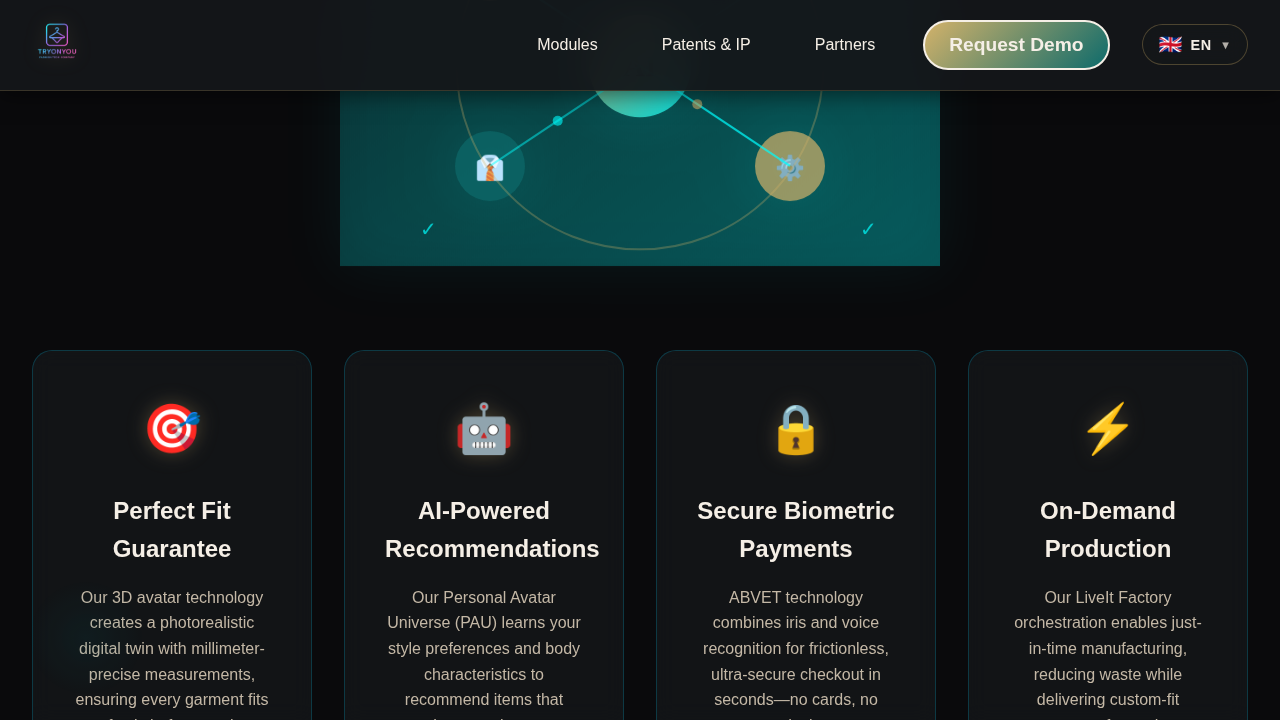 TRYONYOU
Modules
Patents & IP
Partners
Request Demo
EN
Perfect Fit
Guarantee
Our 3D avatar technology
creates a photorealistic
digital twin with millimeter-
precise measurements,
ensuring every garment fits
AI-Powered
Recommendations
Our Personal Avatar
Universe (PAU) learns your
style preferences and body
characteristics to
recommend items that
Secure Biometric
Payments
ABVET technology
combines iris and voice
recognition for frictionless,
ultra-secure checkout in
seconds—no cards, no
On-Demand
Production
Our LiveIt Factory
orchestration enables just-
in-time manufacturing,
reducing waste while
delivering custom-fit